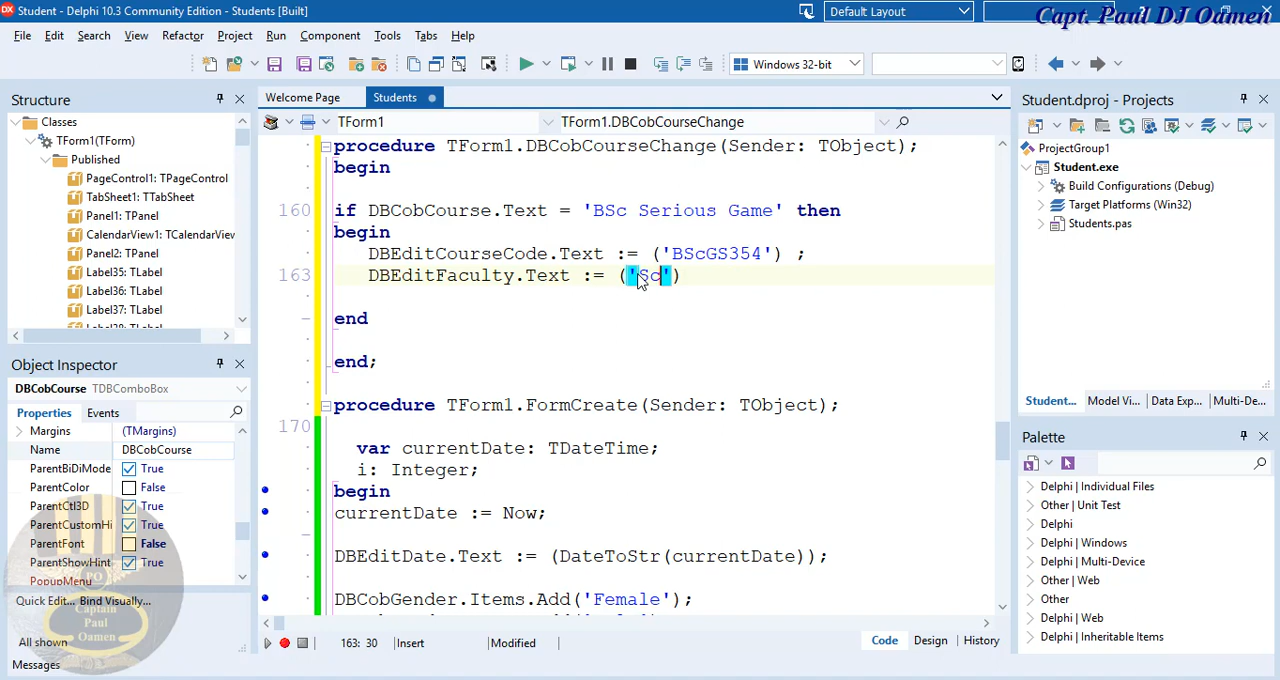 Student - Delphi 10.3 Community Edition - Students [Built]
Default Layout
Capt. Paul DJ Oamen
File Edit Search View Refactor Project Run Component Tools Tabs Help
Windows 32-bit
Structure
Classes
TForm1(TForm)
Published
PageControl1: TPageControl
TabSheet1: TTabSheet
Panel1: TPanel
CalendarView1: TCalendarView
Panel2: TPanel
Label35: TLabel
Label36: TLabel
Label37: TLabel
Label38: TLabel
Object Inspector
DBCobCourse TDBComboBox
Properties Events
Margins (TMargins)
Name DBCobCourse
ParentBiDiMode True
ParentColor False
ParentCtl3D True
ParentCustomHi True
ParentFont False
ParentShowHint True
PopupMenu
Quick Edit... Bind Visually...
All shown
Messages
PO
Captain
Paul
Oamen
Welcome Page Students
TForm1 TForm1.DBCobCourseChange
procedure TForm1.DBCobCourseChange(Sender: TObject);
begin
160 if DBCobCourse.Text = 'BSc Serious Game' then
begin
DBEditCourseCode.Text := ('BScGS354') ;
163 DBEditFaculty.Text := ('Sc')
end
end;
procedure TForm1.FormCreate(Sender: TObject);
170
var currentDate: TDateTime;
i: Integer;
begin
currentDate := Now;
DBEditDate.Text := (DateToStr(currentDate));
DBCobGender.Items.Add('Female');
163: 30 Insert Modified Code Design History
Student.dproj - Projects
ProjectGroup1
Student.exe
Build Configurations (Debug)
Target Platforms (Win32)
Students.pas
Student... Model Vi... Data Exp... Multi-De...
Palette
Delphi | Individual Files
Other | Unit Test
Delphi
Delphi | Windows
Delphi | Multi-Device
Other | Web
Other
Delphi | Web
Delphi | Inheritable Items